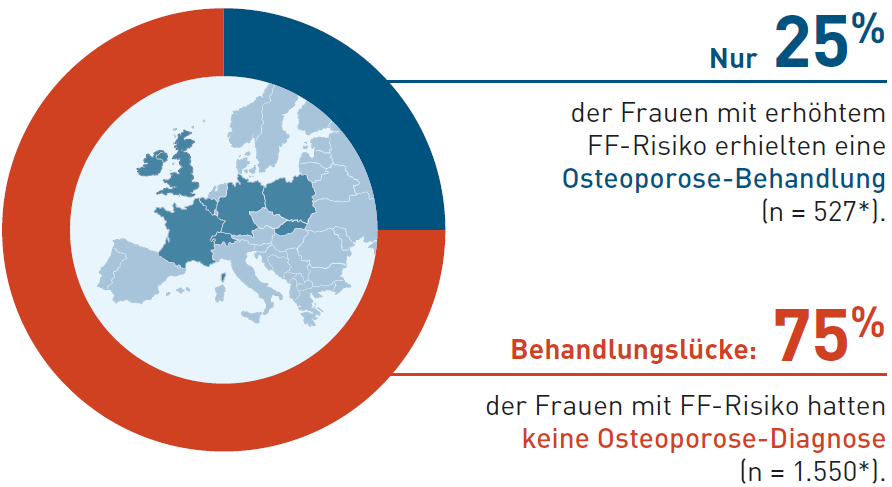 Nur 25%
der Frauen mit erhöhtem
FF-Risiko erhielten eine
Osteoporose-Behandlung
(n = 527*).
Behandlungslücke: 75%
der Frauen mit FF-Risiko hatten
keine Osteoporose-Diagnose
(n = 1.550*).